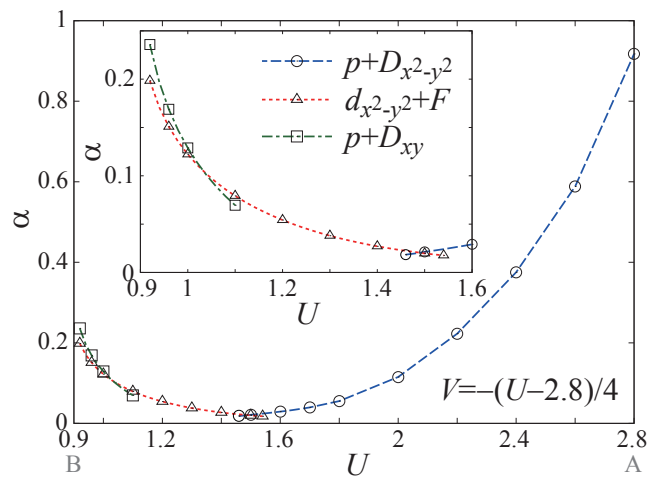 1
0.8
0.6
0.4
0.2
0
α
0.9 1.2 1.6 2 2.4 2.8
B U A
V=−(U−2.8)/4
0.2
0.1
0
α
0.9 1 1.2 1.4 1.6
U
p+Dx²-y²
dx²-y²+F
p+Dxy